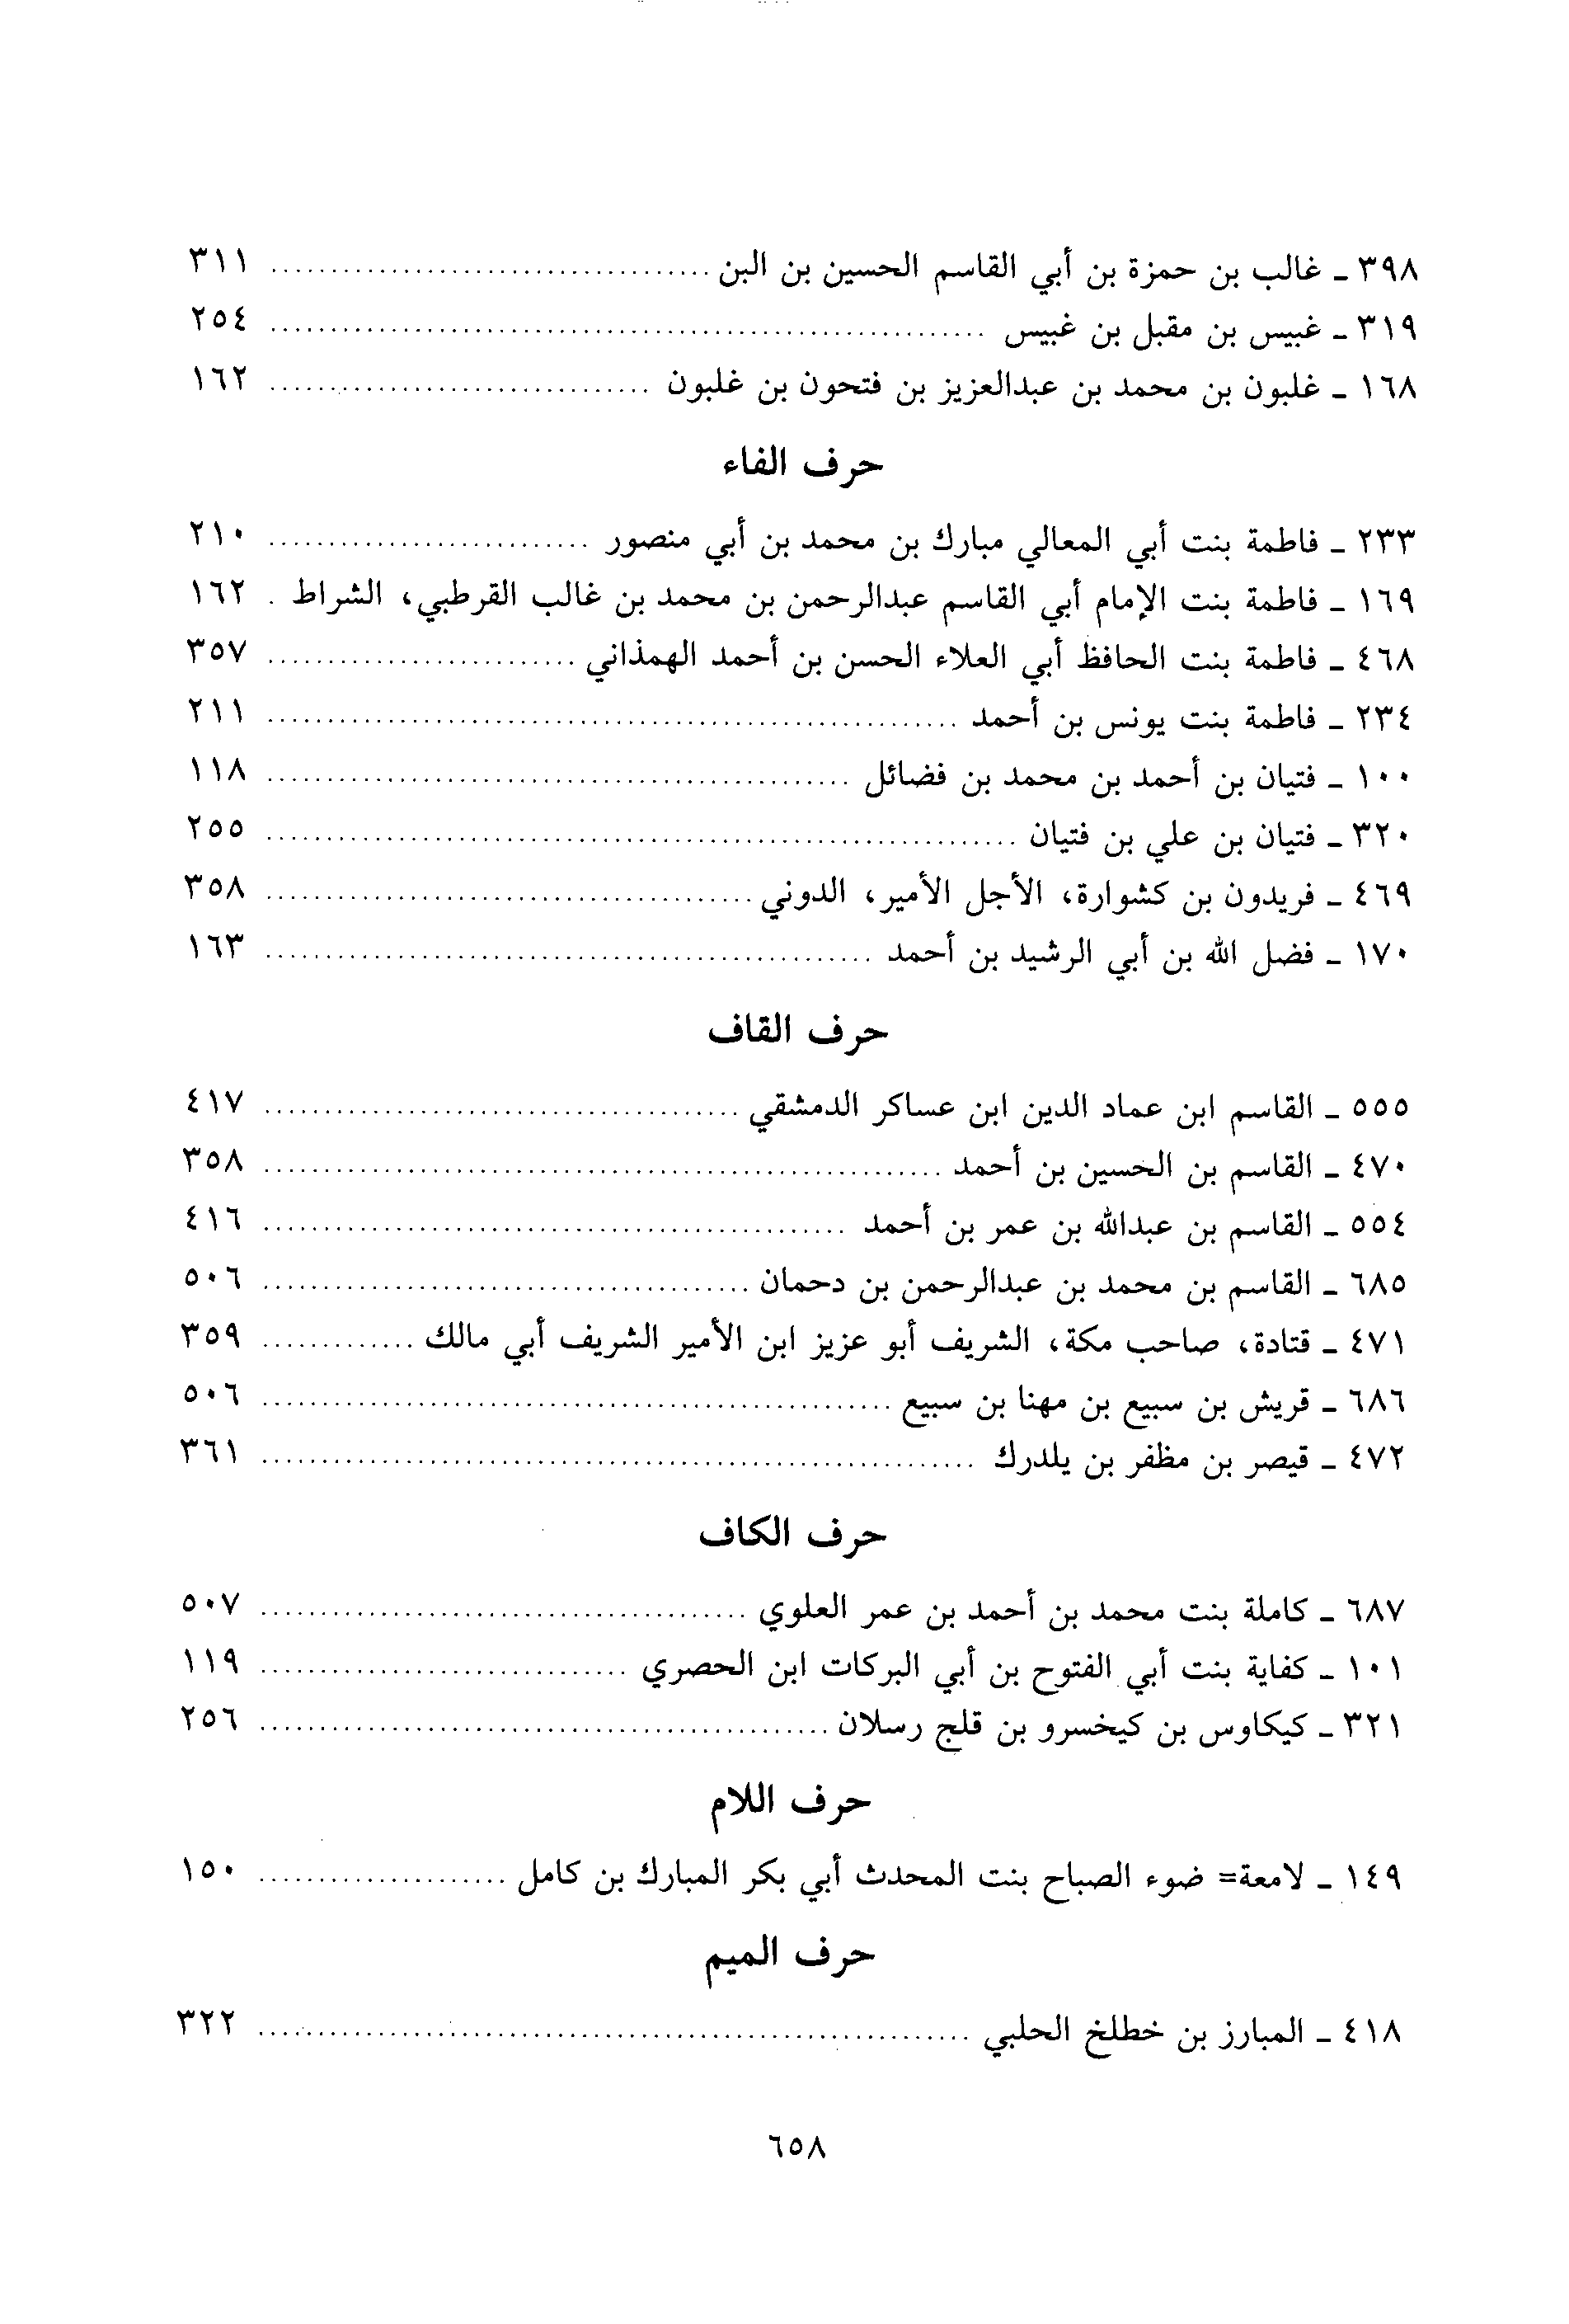 ٣٩٨ ـ غالب بن حمزة بن أبي القاسم الحسين بن البن ..... ٣١١
٣١٩ ـ غبيس بن مقبل بن غبيس ..... ٢٥٤
١٦٨ ـ غلبون بن محمد بن عبدالعزيز بن فتحون بن غلبون ..... ١٦٢
حرف الفاء
٢٣٣ ـ فاطمة بنت أبي المعالي مبارك بن محمد بن أبي منصور ..... ٢١٠
١٦٩ ـ فاطمة بنت الإمام أبي القاسم عبدالرحمن بن محمد بن غالب القرطبي، الشراط . ١٦٢
٤٦٨ ـ فاطمة بنت الحافظ أبي العلاء الحسن بن أحمد الهمذاني ..... ٣٥٧
٢٣٤ ـ فاطمة بنت يونس بن أحمد ..... ٢١١
١٠٠ ـ فتيان بن أحمد بن محمد بن فضائل ..... ١١٨
٣٢٠ ـ فتيان بن علي بن فتيان ..... ٢٥٥
٤٦٩ ـ فريدون بن كشوارة، الأجل الأمير، الدوني ..... ٣٥٨
١٧٠ ـ فضل الله بن أبي الرشيد بن أحمد ..... ١٦٣
حرف القاف
٥٥٥ ـ القاسم ابن عماد الدين ابن عساكر الدمشقي ..... ٤١٧
٤٧٠ ـ القاسم بن الحسين بن أحمد ..... ٣٥٨
٥٥٤ ـ القاسم بن عبدالله بن عمر بن أحمد ..... ٤١٦
٦٨٥ ـ القاسم بن محمد بن عبدالرحمن بن دحمان ..... ٥٠٦
٤٧١ ـ قتادة، صاحب مكة، الشريف أبو عزيز ابن الأمير الشريف أبي مالك ..... ٣٥٩
٦٨٦ ـ قريش بن سبيع بن مهنا بن سبيع ..... ٥٠٦
٤٧٢ ـ قيصر بن مظفر بن يلدرك ..... ٣٦١
حرف الكاف
٦٨٧ ـ كاملة بنت محمد بن أحمد بن عمر العلوي ..... ٥٠٧
١٠١ ـ كفاية بنت أبي الفتوح بن أبي البركات ابن الحصري ..... ١١٩
٣٢١ ـ كيكاوس بن كيخسرو بن قلج رسلان ..... ٢٥٦
حرف اللام
١٤٩ ـ لامعة= ضوء الصباح بنت المحدث أبي بكر المبارك بن كامل ..... ١٥٠
حرف الميم
٤١٨ ـ المبارز بن خطلخ الحلبي ..... ٣٢٢
٦٥٨